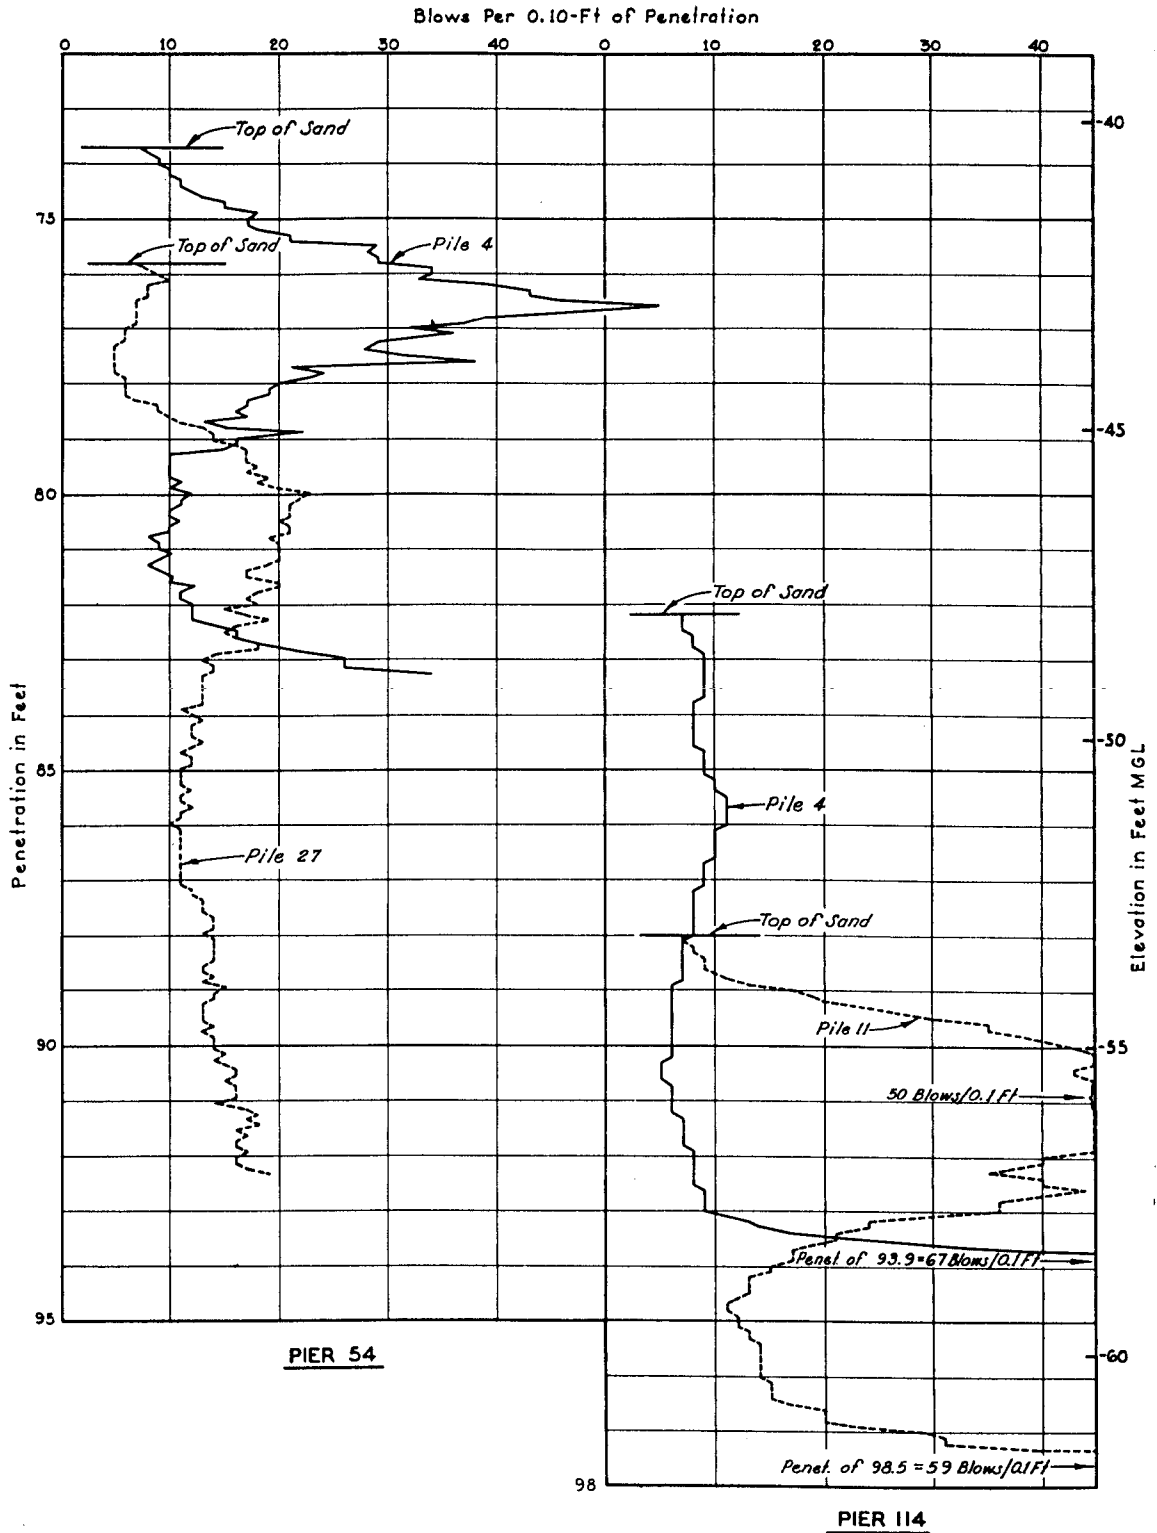 Blows Per 0.10-Ft of Penetration
0 10 20 30 40 0 10 20 30 40
-40
Top of Sand
75
Top of Sand
Pile 4
-45
80
Top of Sand
-50
85
Pile 4
Pile 27
Penetration in Feet
Elevation in Feet MGL
Top of Sand
Pile 11
90
-55
50 Blows/0.1 Ft
Penet. of 93.9=67 Blows/0.1 Ft
95
-60
PIER 54
Penet. of 98.5=59 Blows/0.1 Ft
98
PIER 114